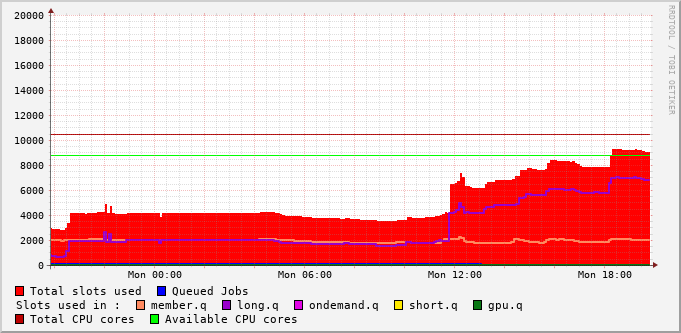 20000
18000
16000
14000
12000
10000
8000
6000
4000
2000
0
Mon 00:00 Mon 06:00 Mon 12:00 Mon 18:00
RRDTOOL / TOBI OETIKER
Total slots used Queued Jobs
Slots used in : member.q long.q ondemand.q short.q gpu.q
Total CPU cores Available CPU cores